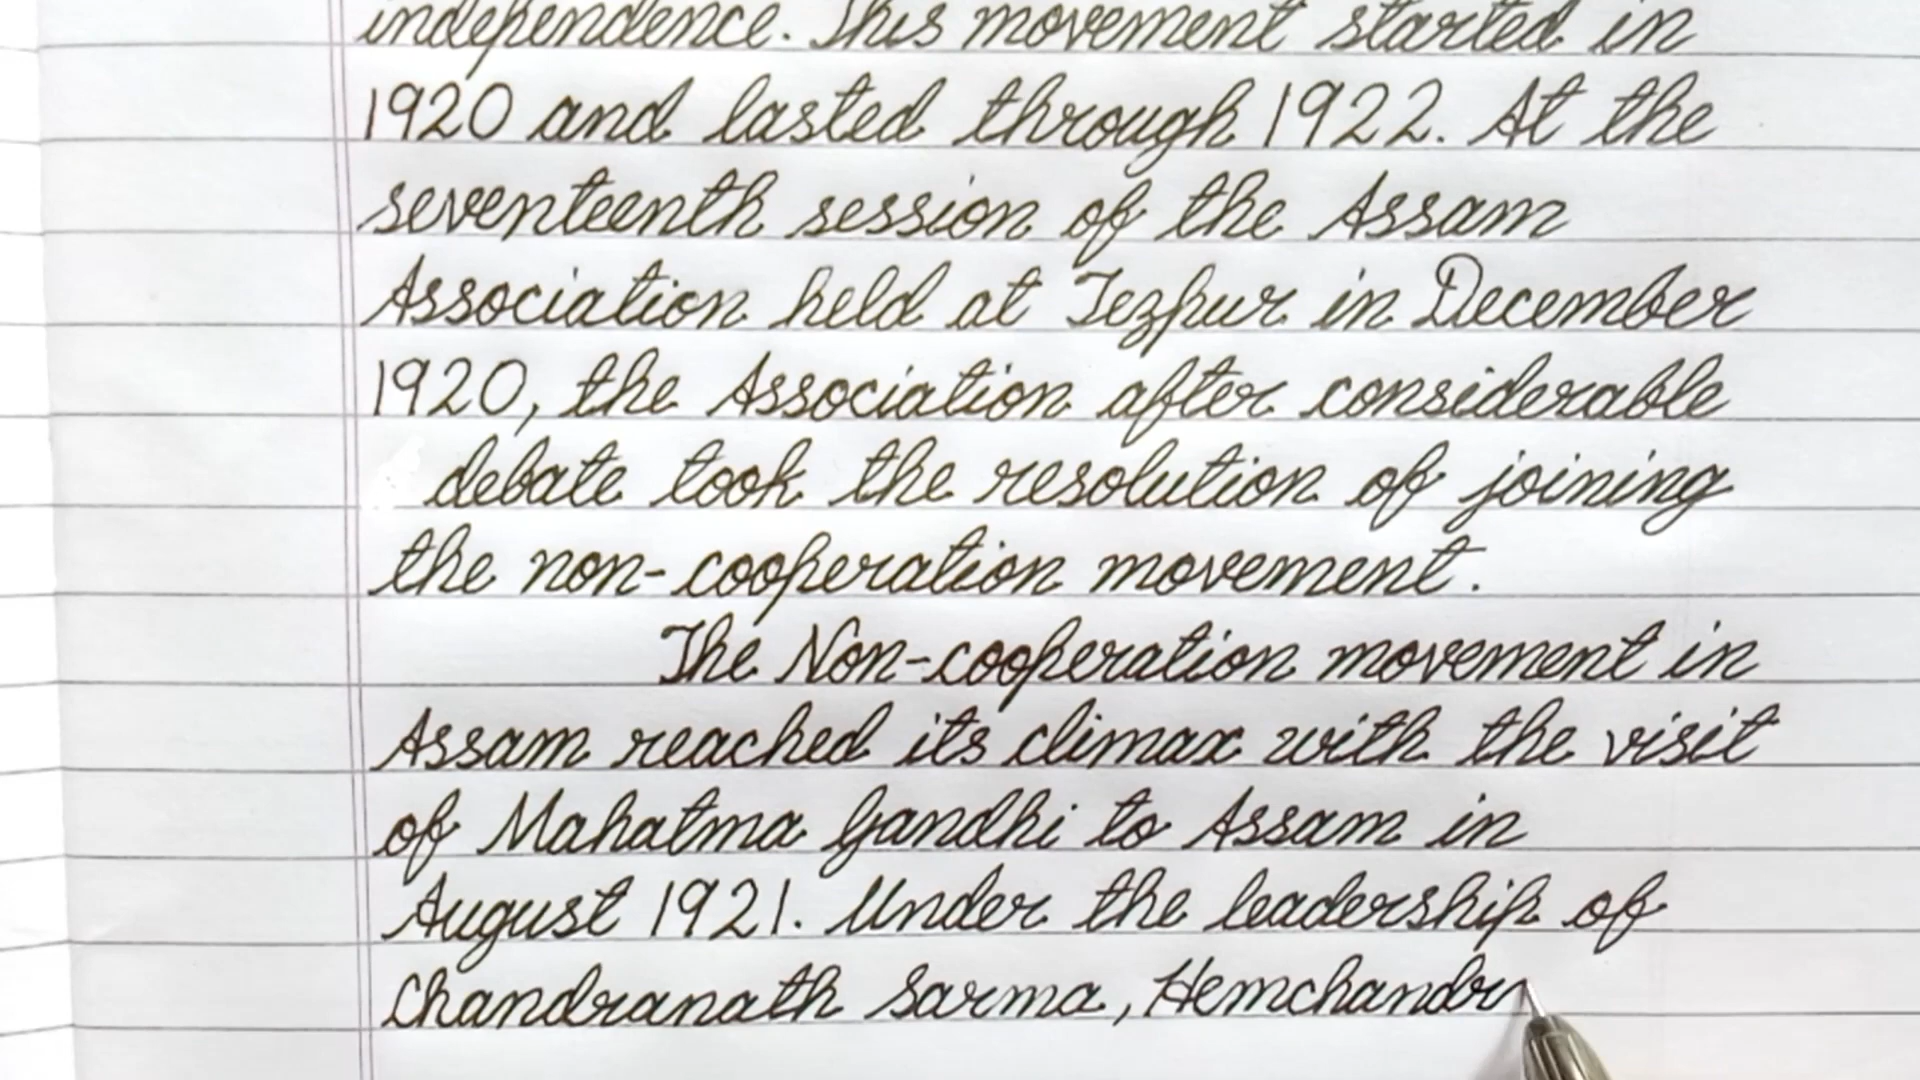 independence. This movement started in
1920 and lasted through 1922. At the
seventeenth session of the Assam
Association held at Tezpur in December
1920, the Association after considerable
debate took the resolution of joining
the non-cooperation movement.
The Non-cooperation movement in
Assam reached its climax with the visit
of Mahatma Gandhi to Assam in
August 1921. Under the leadership of
Chandranath Sarma, Hemchandr